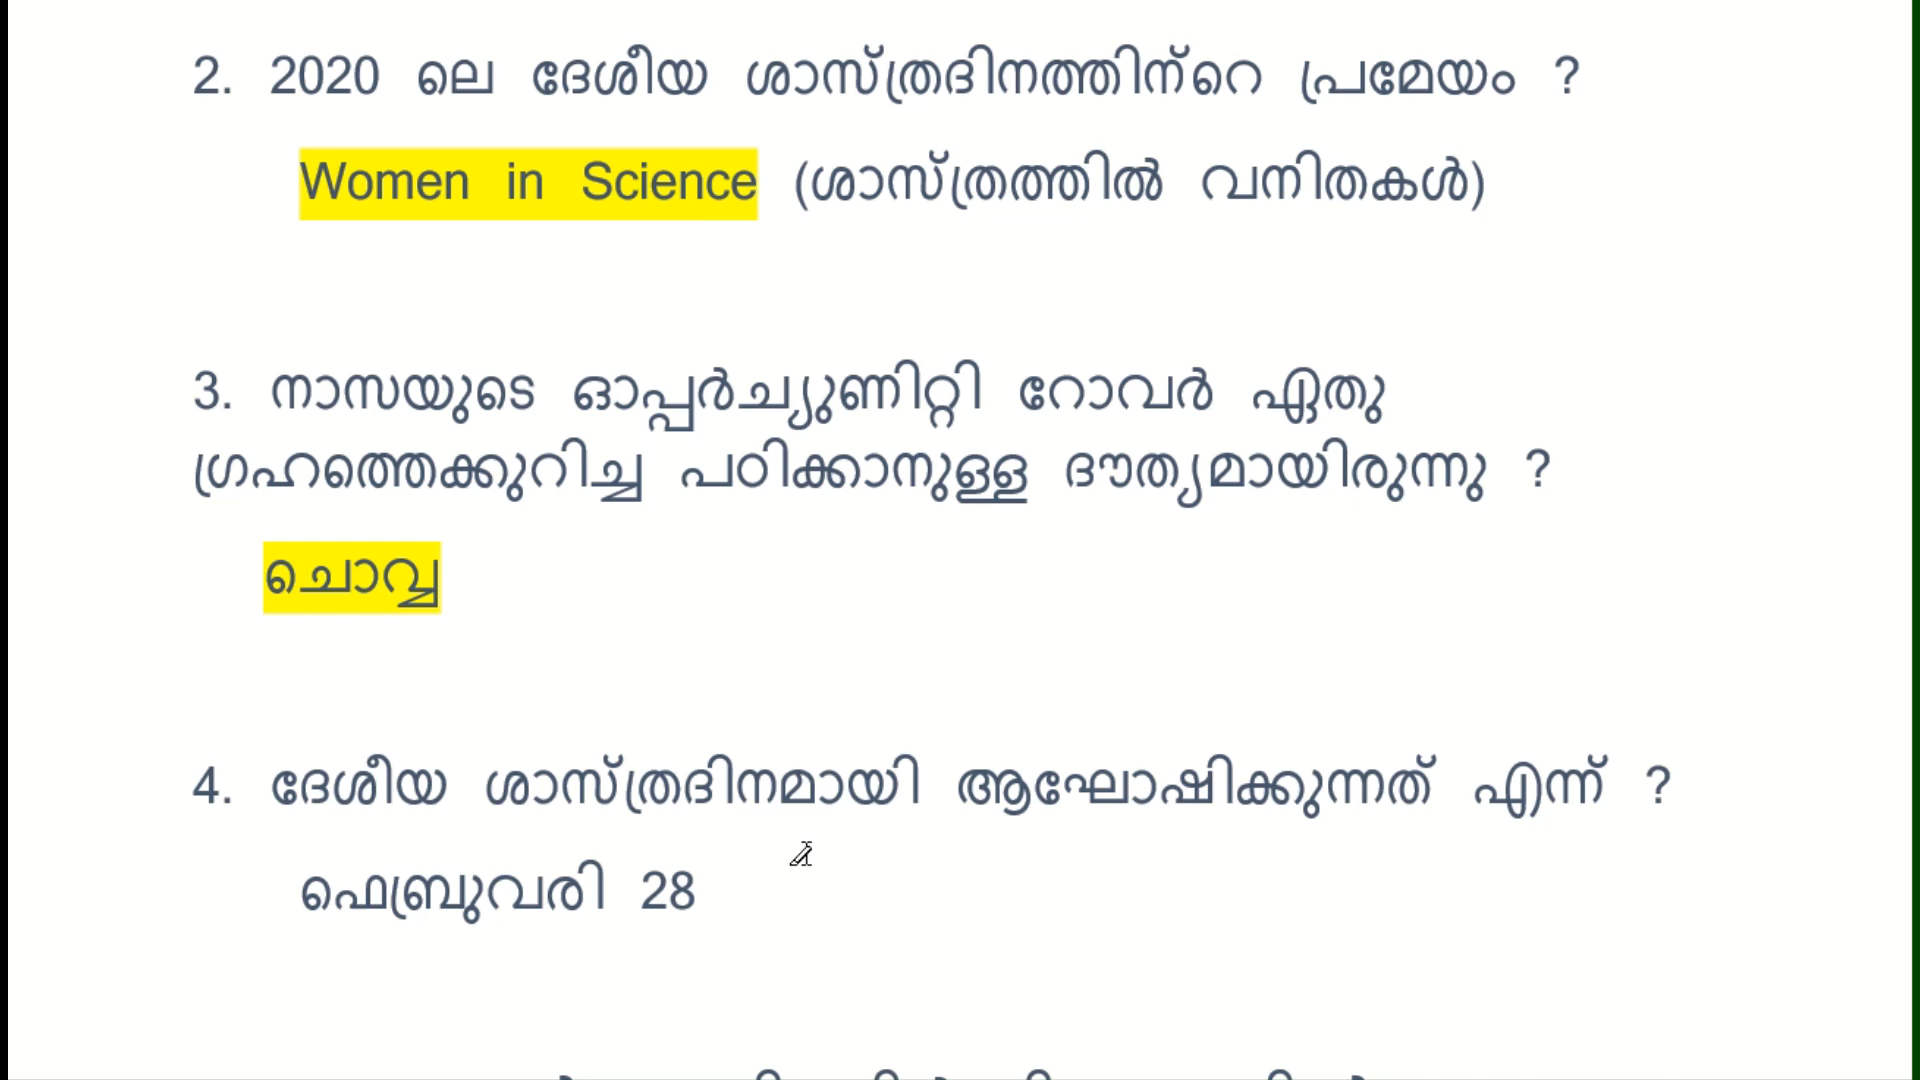 2. 2020 ലെ ദേശീയ ശാസ്ത്രദിനത്തിന്റെ പ്രമേയം ?
Women in Science (ശാസ്ത്രത്തിൽ വനിതകൾ)
3. നാസയുടെ ഓപ്പർച്യുണിറ്റി റോവർ ഏതു
ഗ്രഹത്തെക്കുറിച്ച പഠിക്കാനുള്ള ദൗത്യമായിരുന്നു ?
ചൊവ്വ
4. ദേശീയ ശാസ്ത്രദിനമായി ആഘോഷിക്കുന്നത് എന്ന് ?
ഫെബ്രുവരി 28